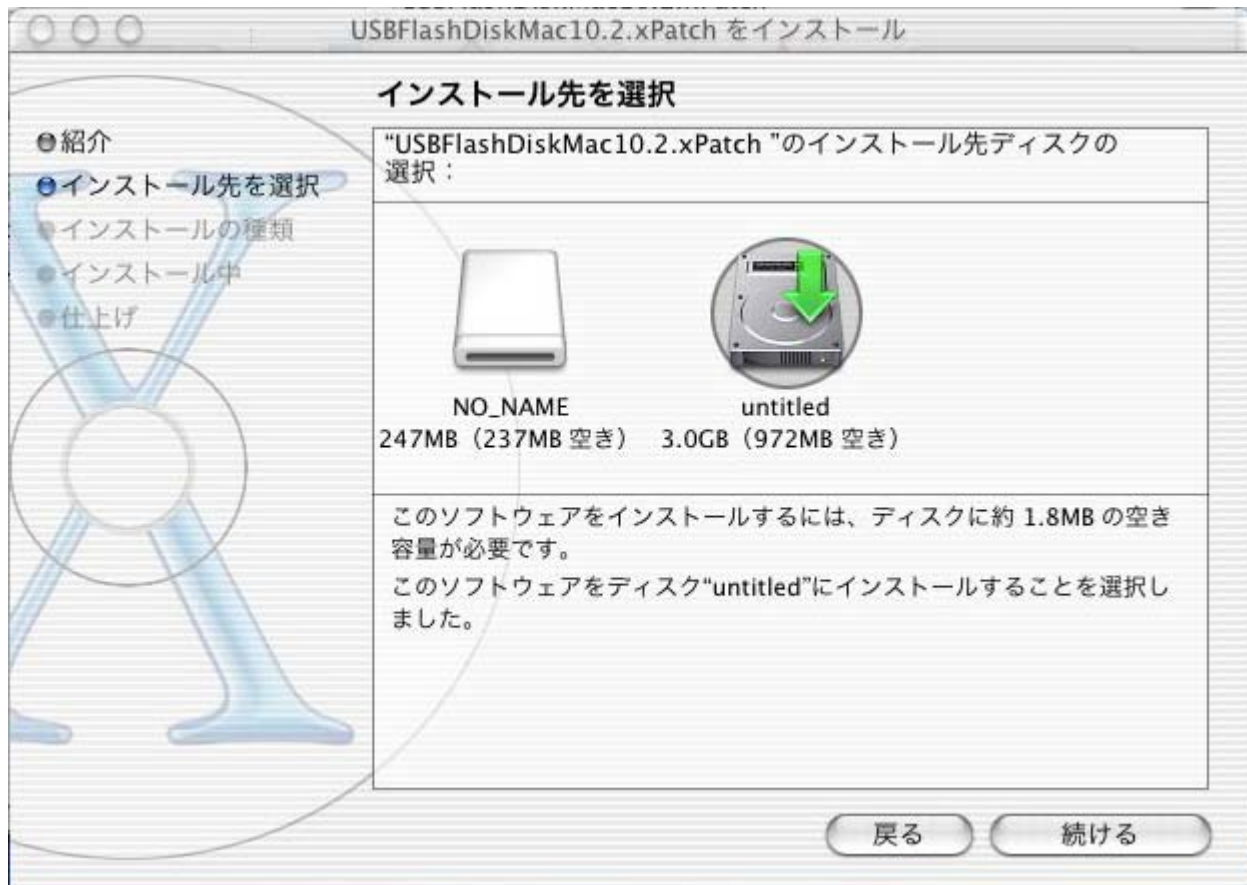 USBFlashDiskMac10.2.xPatch をインストール
インストール先を選択
紹介
インストール先を選択
インストールの種類
インストール中
仕上げ
“USBFlashDiskMac10.2.xPatch ”のインストール先ディスクの
選択：
NO_NAME
247MB（237MB 空き）
untitled
3.0GB（972MB 空き）
このソフトウェアをインストールするには、ディスクに約 1.8MB の空き
容量が必要です。
このソフトウェアをディスク“untitled”にインストールすることを選択し
ました。
戻る
続ける